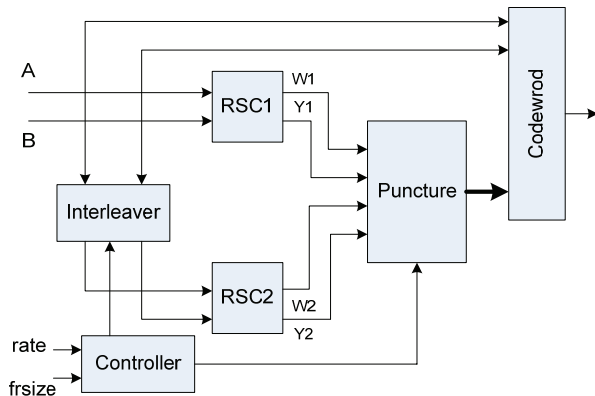 A
B
RSC1
W1
Y1
Codewrod
Puncture
Interleaver
RSC2
W2
Y2
rate
frsize
Controller